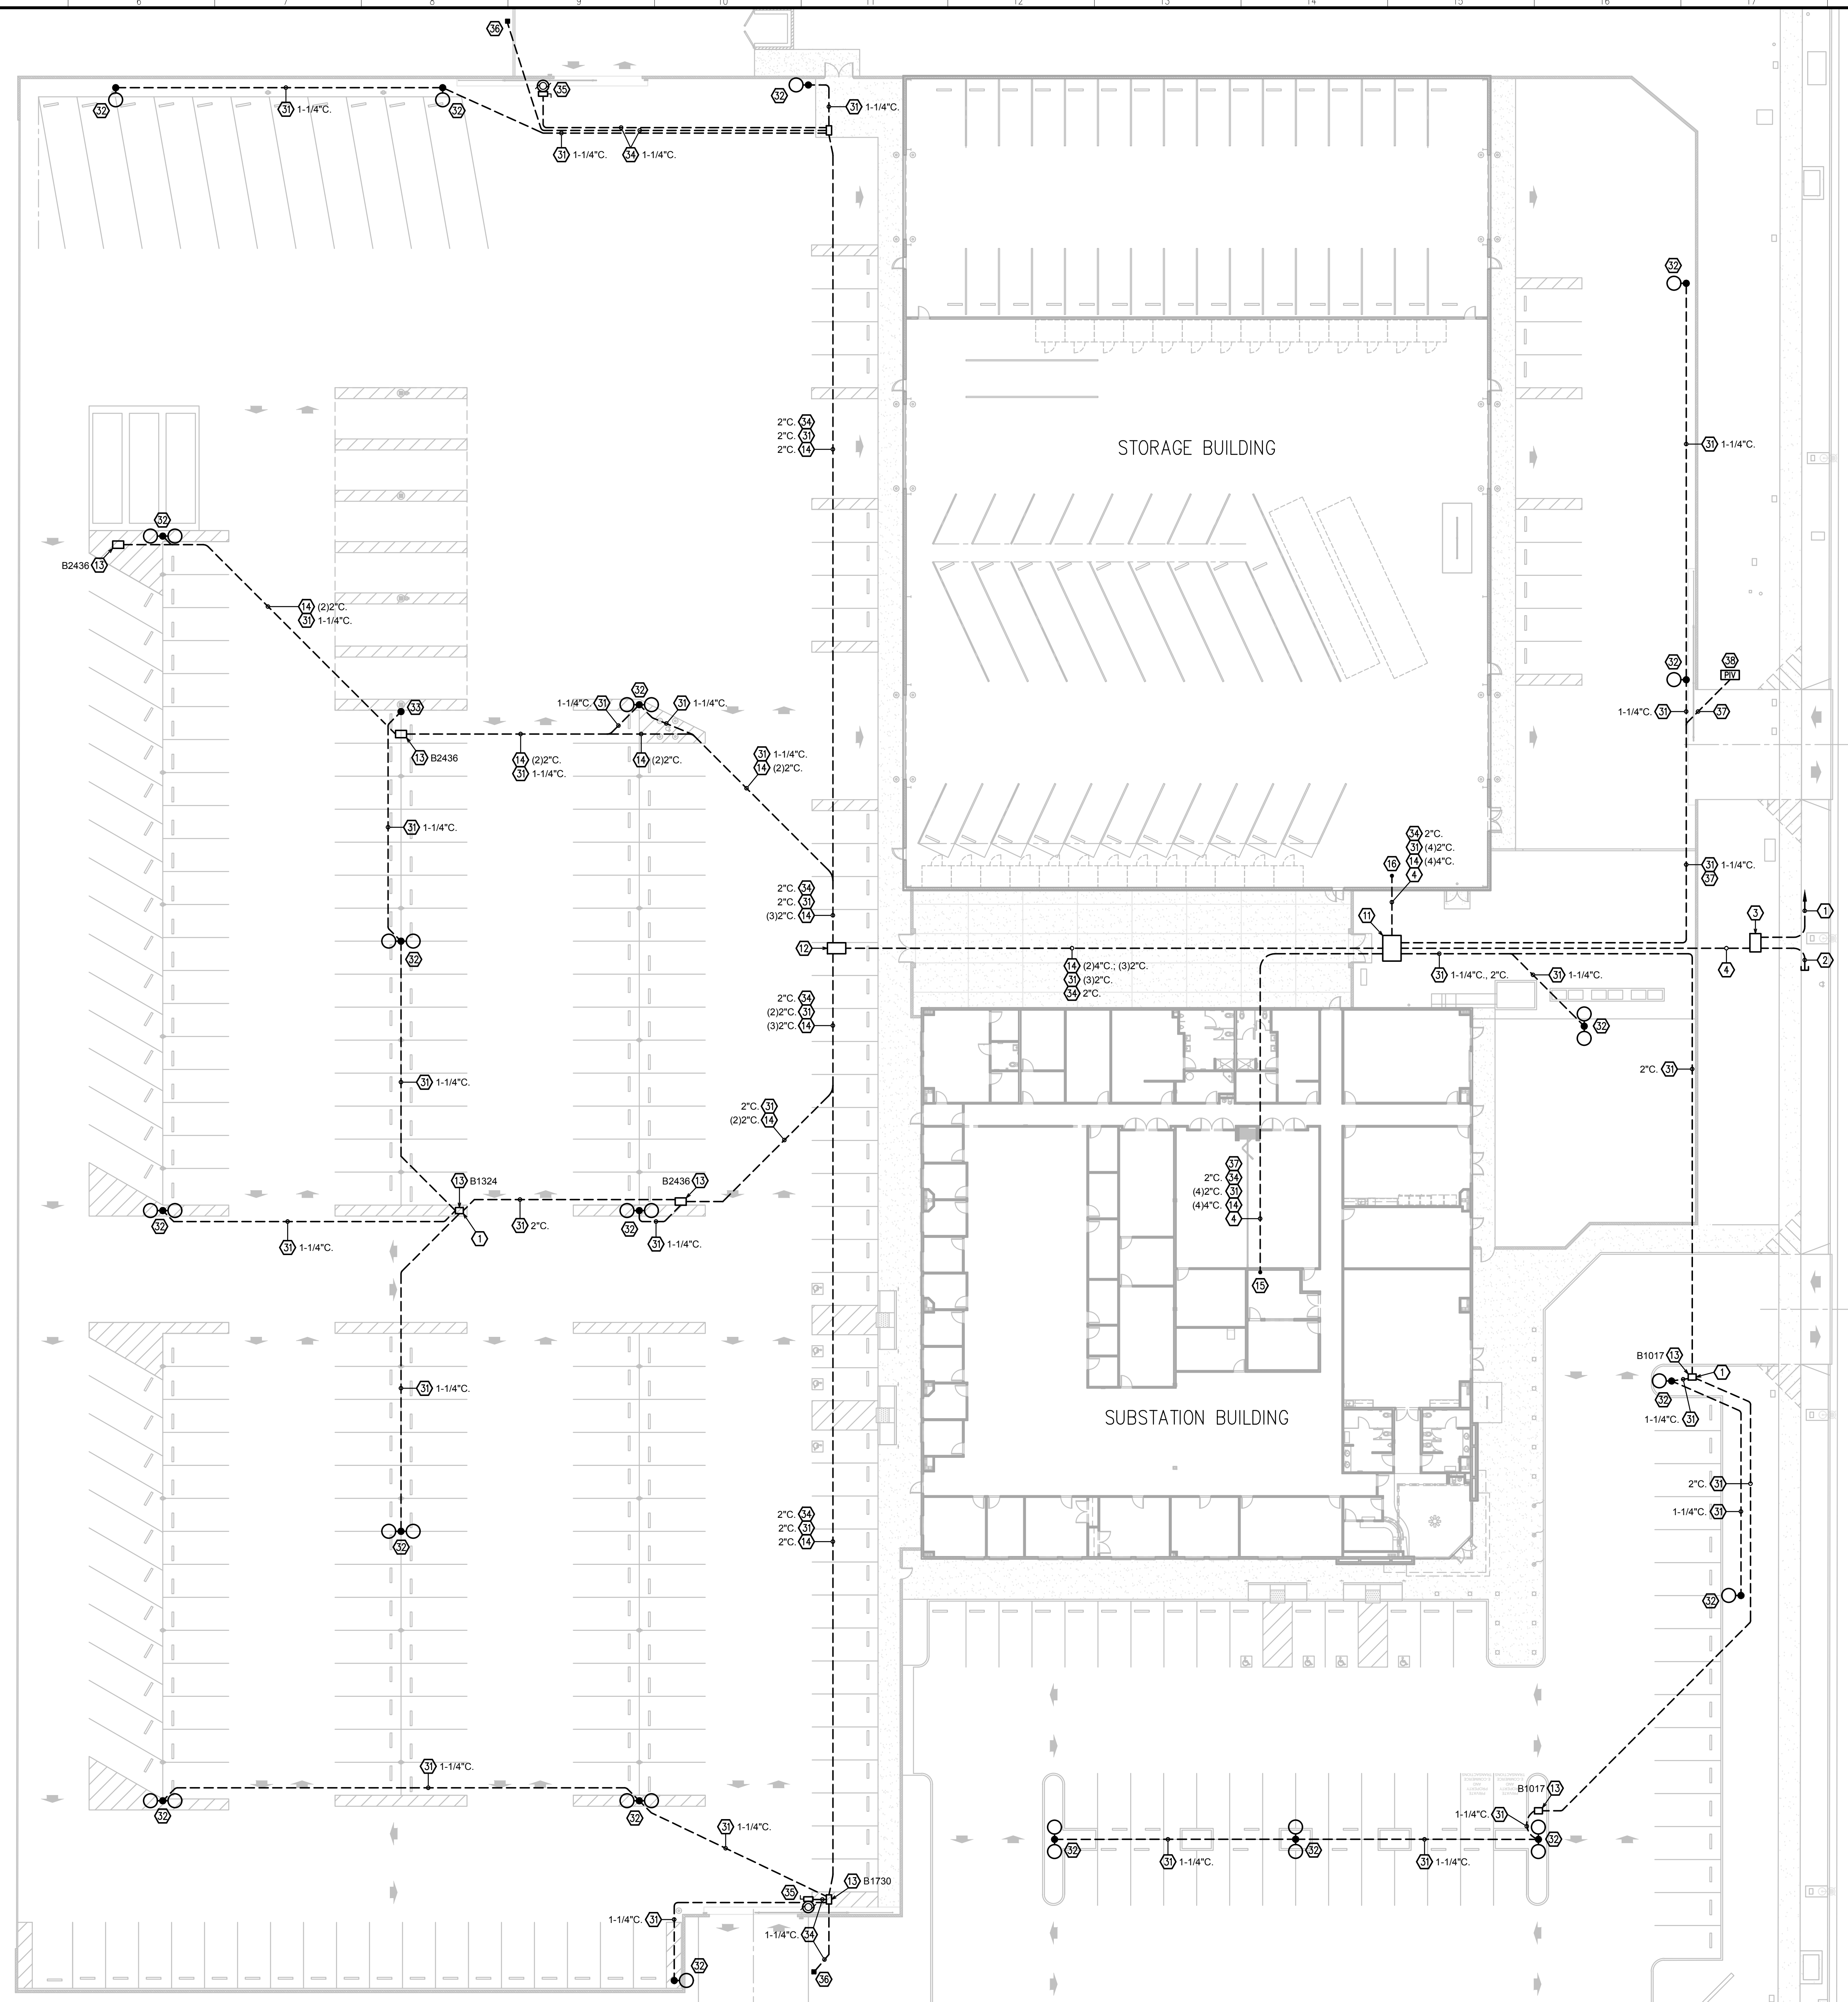 6 7 8 9 10 11 12 13 14 15 16 17
36
35
32
31 1-1/4"C.
32
32
31 1-1/4"C.
31 1-1/4"C.
34 1-1/4"C.
32
2"C. 34
2"C. 31
2"C. 14
STORAGE BUILDING
31 1-1/4"C.
32
B2436 13
14 (2)2"C.
31 1-1/4"C.
32
38
PIV
1-1/4"C. 31
37
33
1-1/4"C. 31
32
31 1-1/4"C.
13 B2436
14 (2)2"C.
31 1-1/4"C.
14 (2)2"C.
31 1-1/4"C.
14 (2)2"C.
31 1-1/4"C.
34 2"C.
31 (4)2"C.
14 (4)4"C.
4
16
31 1-1/4"C.
37
2"C. 34
2"C. 31
(3)2"C. 14
11
3
1
12
32
14 (2)4"C.; (3)2"C.
31 (3)2"C.
34 2"C.
31 1-1/4"C., 2"C.
31 1-1/4"C.
4
2
2"C. 34
(2)2"C. 31
(3)2"C. 14
32
31 1-1/4"C.
2"C. 31
2"C. 31
(2)2"C. 14
13 B1324
B2436 13
37
2"C. 34
(4)2"C. 31
(4)4"C. 14
4
32
31 1-1/4"C.
1
31 2"C.
32
31 1-1/4"C.
15
31 1-1/4"C.
B1017 13
1
32
1-1/4"C. 31
SUBSTATION BUILDING
2"C. 31
1-1/4"C. 31
2"C. 34
2"C. 31
2"C. 14
32
32
31 1-1/4"C.
32
32
31 1-1/4"C.
B1017 13
1-1/4"C. 31
32
32
32
31 1-1/4"C.
31 1-1/4"C.
35
13 B1730
1-1/4"C. 31
1-1/4"C. 34
32
36